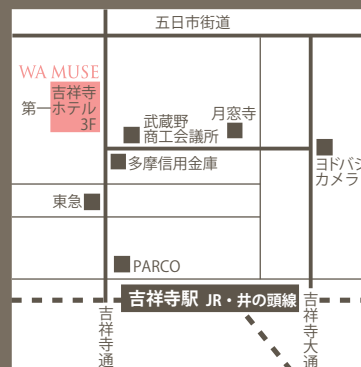 五日市街道
WA MUSE
吉祥寺
第一ホテル
3F
武蔵野
商工会議所
月窓寺
多摩信用金庫
ヨドバシ
カメラ
東急
PARCO
吉祥寺駅 JR・井の頭線
吉祥寺通
吉祥寺大通